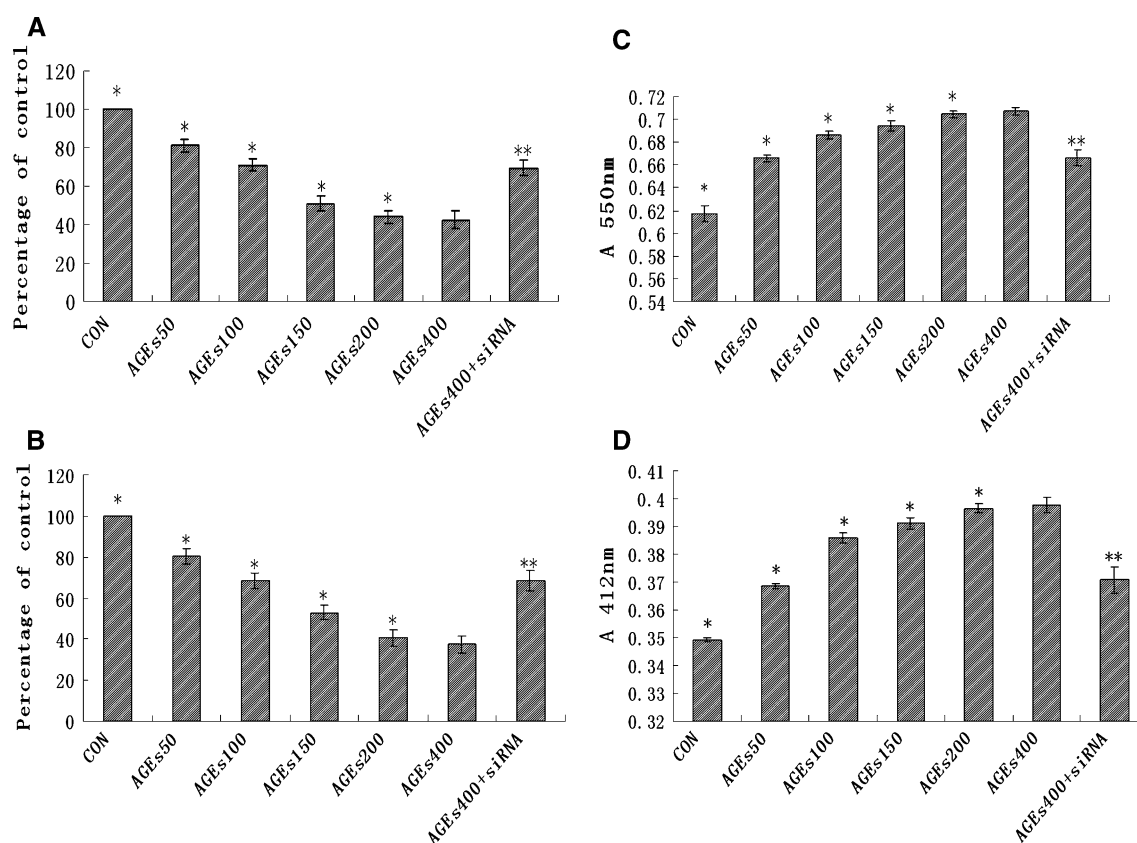 A
Percentage of control
120
100
80
60
40
20
0
*
*
*
*
*
**
CON
AGEs50
AGEs100
AGEs150
AGEs200
AGEs400
AGEs400+siRNA
B
Percentage of control
120
100
80
60
40
20
0
*
*
*
*
*
**
CON
AGEs50
AGEs100
AGEs150
AGEs200
AGEs400
AGEs400+siRNA
C
A 550nm
0.72
0.7
0.68
0.66
0.64
0.62
0.6
0.58
0.56
0.54
*
*
*
*
*
**
CON
AGEs50
AGEs100
AGEs150
AGEs200
AGEs400
AGEs400+siRNA
D
A 412nm
0.41
0.4
0.39
0.38
0.37
0.36
0.35
0.34
0.33
0.32
*
*
*
*
*
**
CON
AGEs50
AGEs100
AGEs150
AGEs200
AGEs400
AGEs400+siRNA